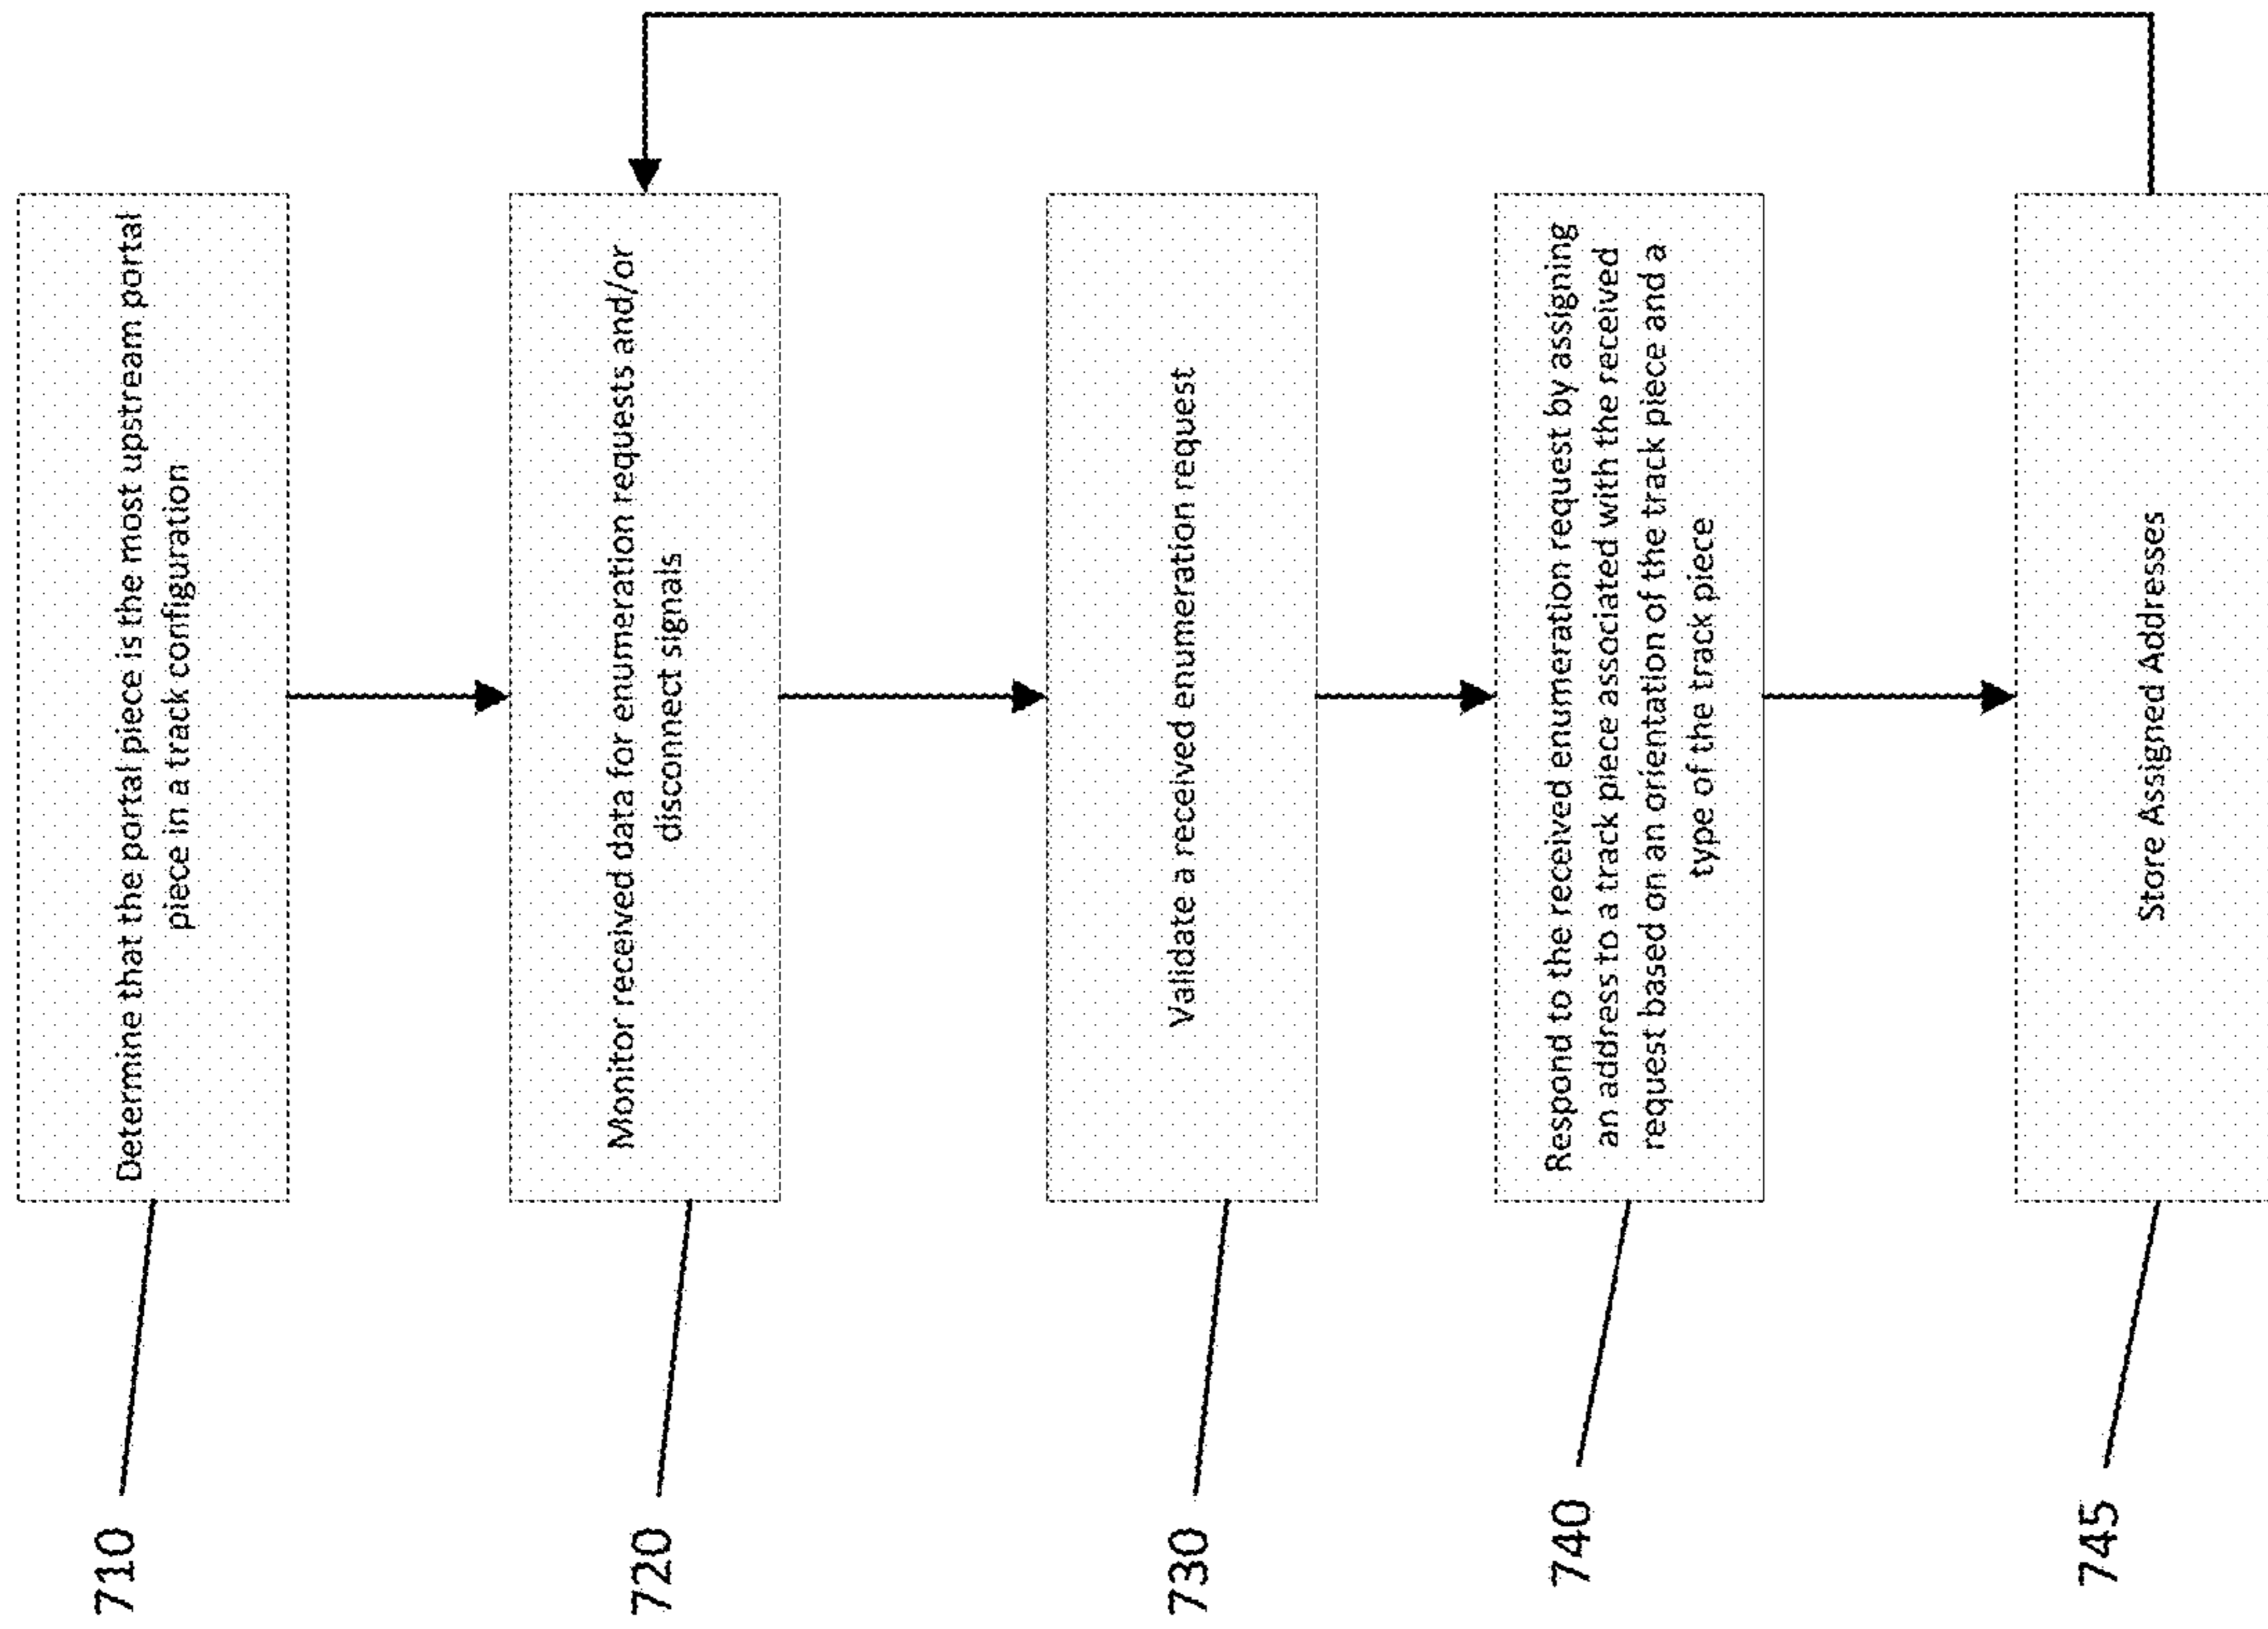 710
Determine that the portal piece is the most upstream portal
piece in a track configuration
720
Monitor received data for enumeration requests and/or
disconnect signals
730
Validate a received enumeration request
740
Respond to the received enumeration request by assigning
an address to a track piece associated with the received
request based on an orientation of the track piece and a
type of the track piece
745
Store Assigned Addresses